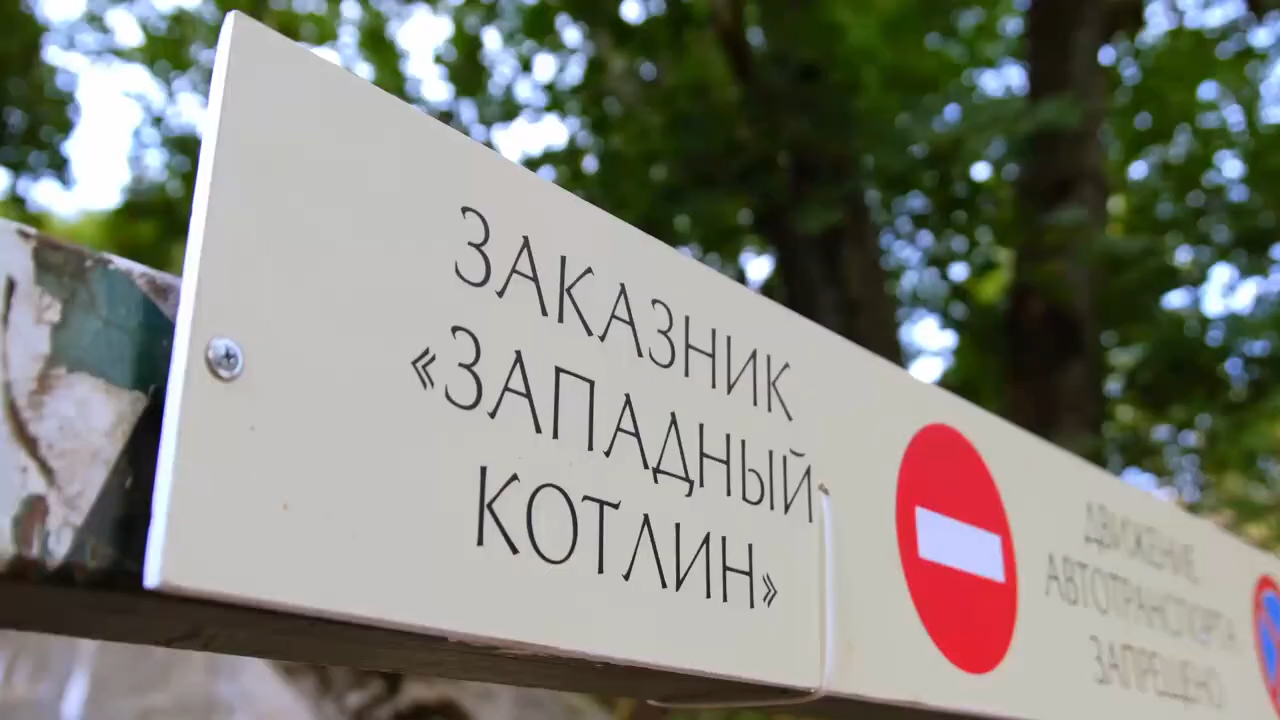 ЗАКАЗНИК
«ЗАПАДНЫЙ
КОТЛИН»
ДВИЖЕНИЕ
АВТОТРАНСПОРТА
ЗАПРЕЩЕНО